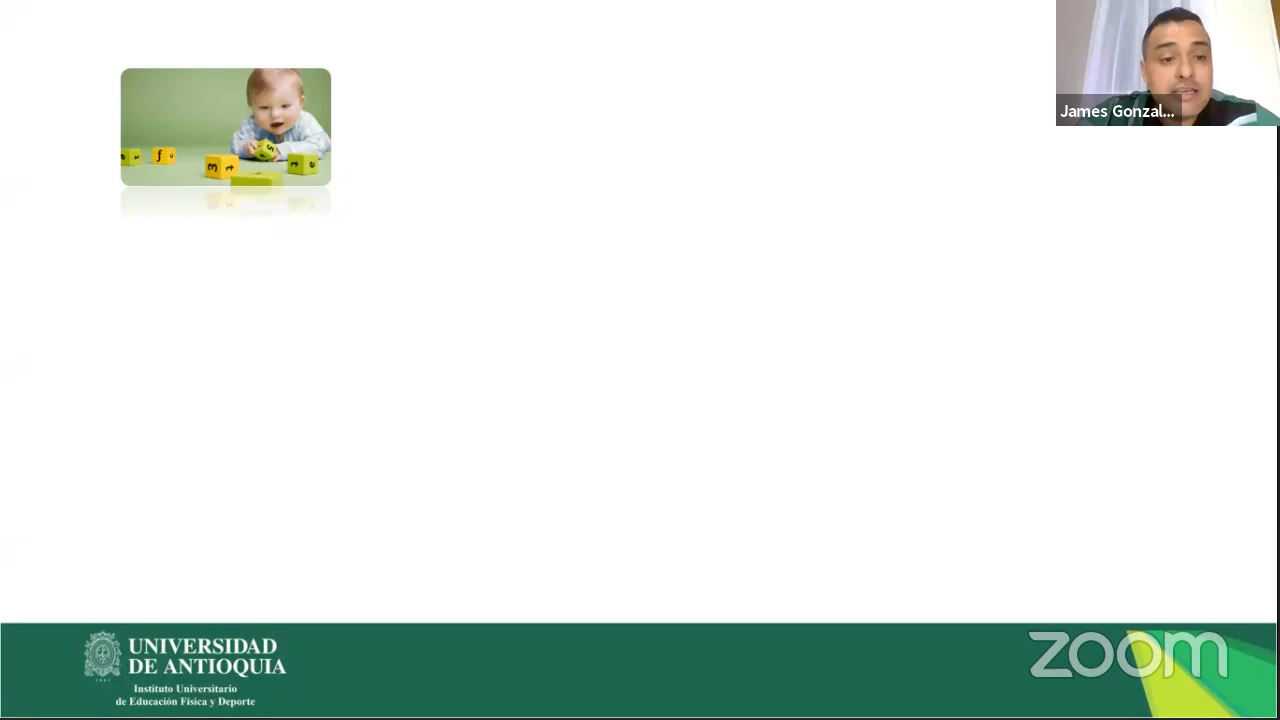 James Gonzal...
UNIVERSIDAD
DE ANTIOQUIA
Instituto Universitario
de Educación Física y Deporte
zoom